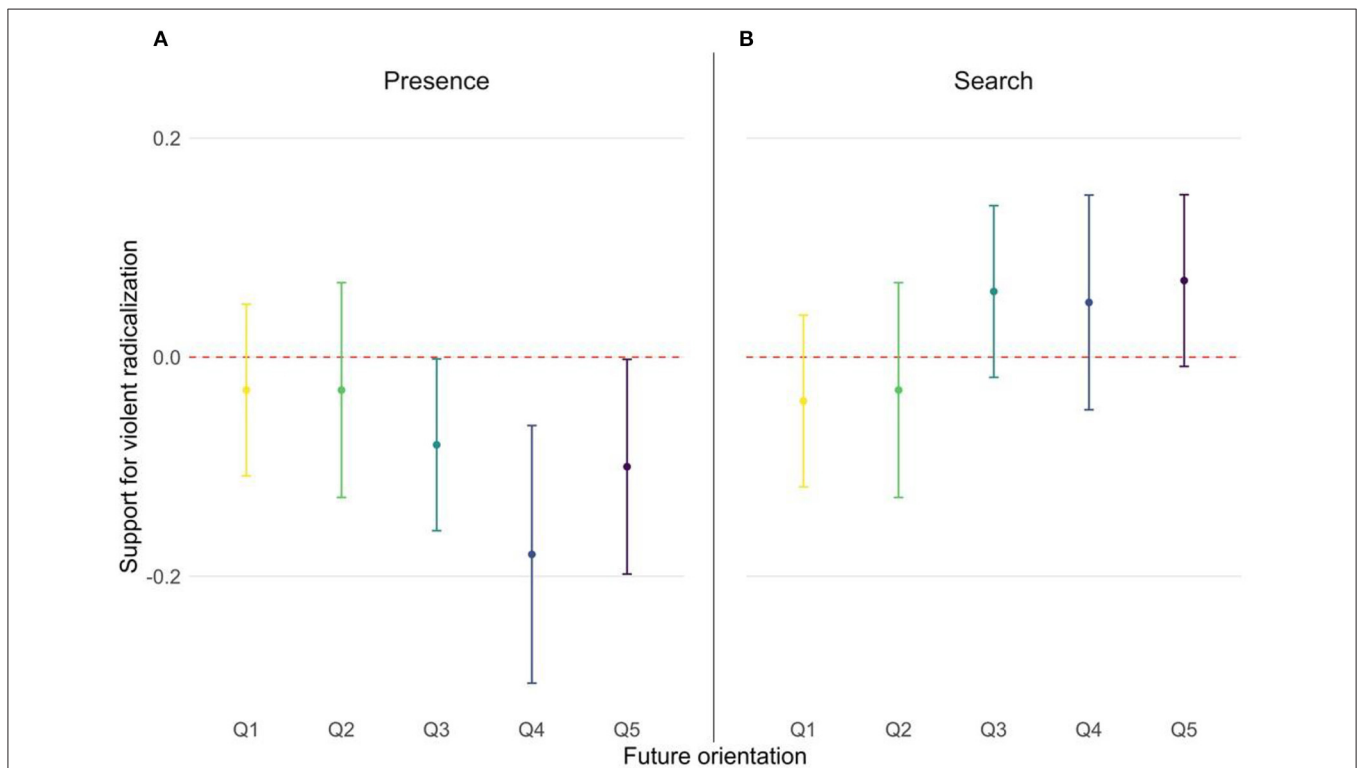 A
B
Presence
Search
0.2
0.0
-0.2
Support for violent radicalization
Q1 Q2 Q3 Q4 Q5
Q1 Q2 Q3 Q4 Q5
Future orientation